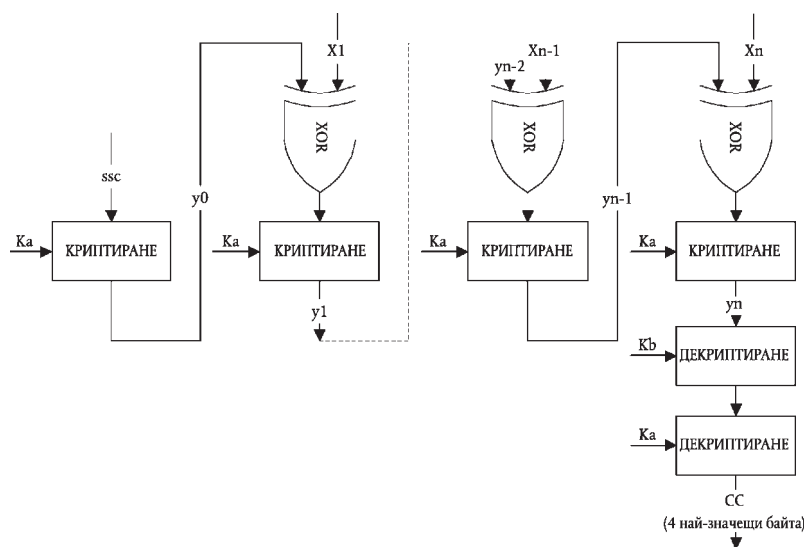 X1
Xn-1
yn-2
Xn
XOR
XOR
XOR
ssc
y0
yn-1
Ka
КРИПТИРАНЕ
Ka
КРИПТИРАНЕ
Ka
КРИПТИРАНЕ
Ka
КРИПТИРАНЕ
y1
yn
Kb
ДЕКРИПТИРАНЕ
Ka
ДЕКРИПТИРАНЕ
CC
(4 най-значещи байта)